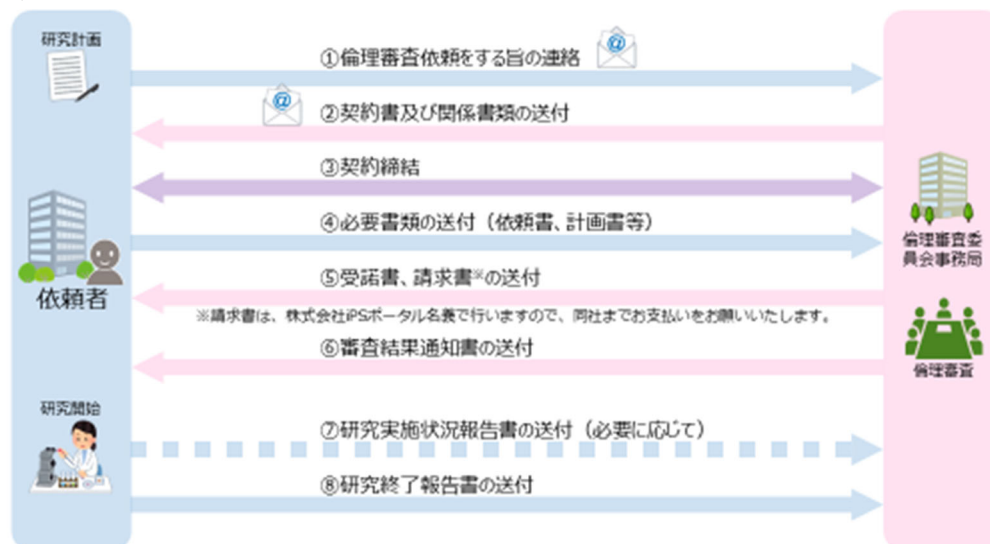 研究計画
①倫理審査依頼をする旨の連絡
@
@
②契約書及び関係書類の送付
③契約締結
④必要書類の送付（依頼書、計画書等）
倫理審査委
員会事務局
依頼者
⑤受諾書、請求書※の送付
※請求書は、株式会社iPSポータル名義で行いますので、同社までお支払いをお願いいたします。
⑥審査結果通知書の送付
倫理審査
研究開始
⑦研究実施状況報告書の送付（必要に応じて）
⑧研究終了報告書の送付